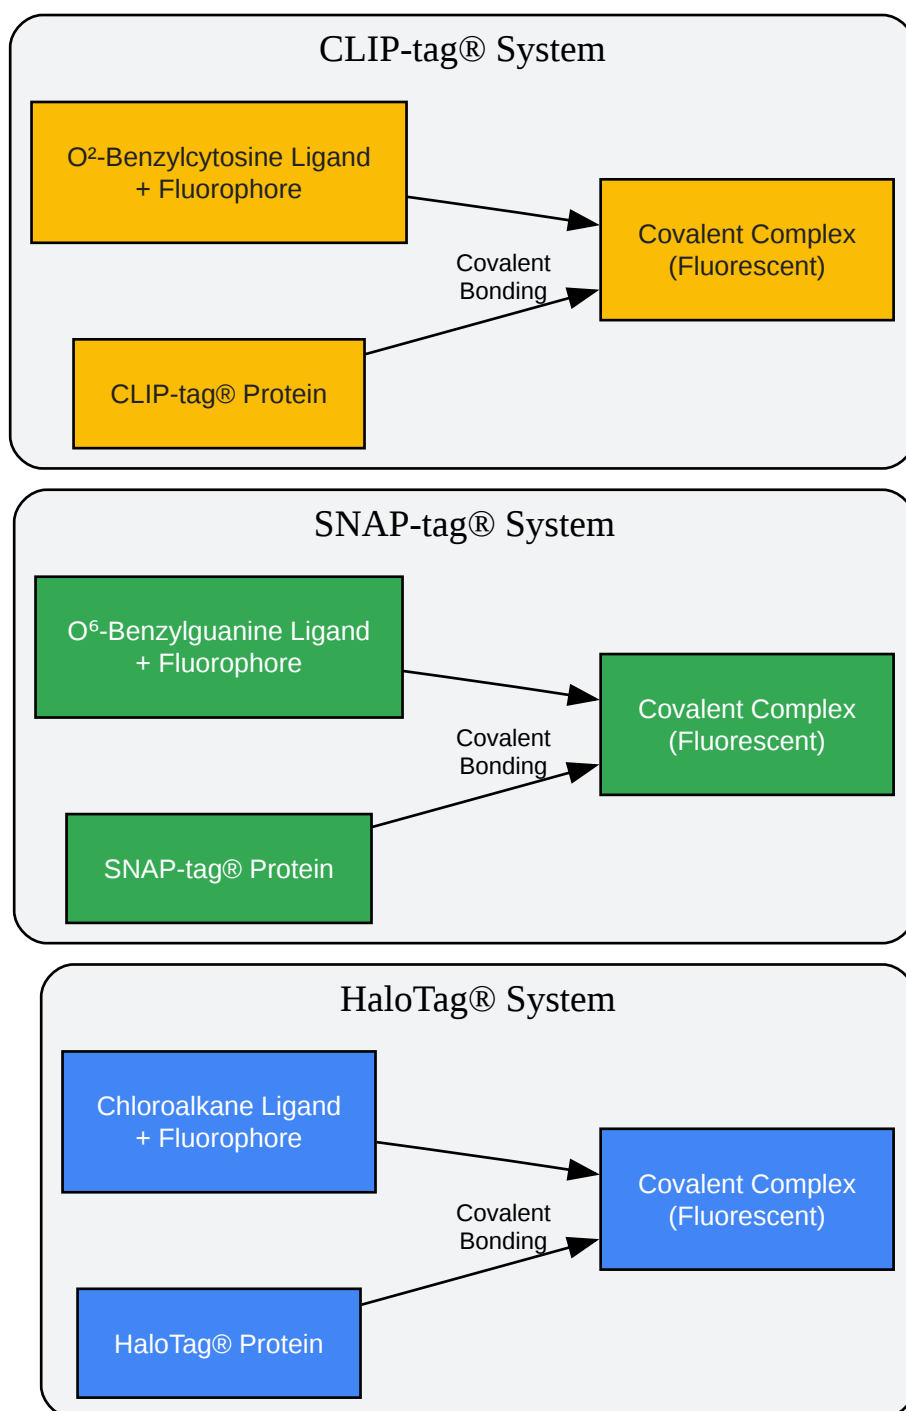 CLIP-tag® System
O²-Benzylcytosine Ligand
+ Fluorophore
Covalent Complex
(Fluorescent)
Covalent
Bonding
CLIP-tag® Protein
SNAP-tag® System
O⁶-Benzylguanine Ligand
+ Fluorophore
Covalent Complex
(Fluorescent)
Covalent
Bonding
SNAP-tag® Protein
HaloTag® System
Chloroalkane Ligand
+ Fluorophore
Covalent Complex
(Fluorescent)
Covalent
Bonding
HaloTag® Protein